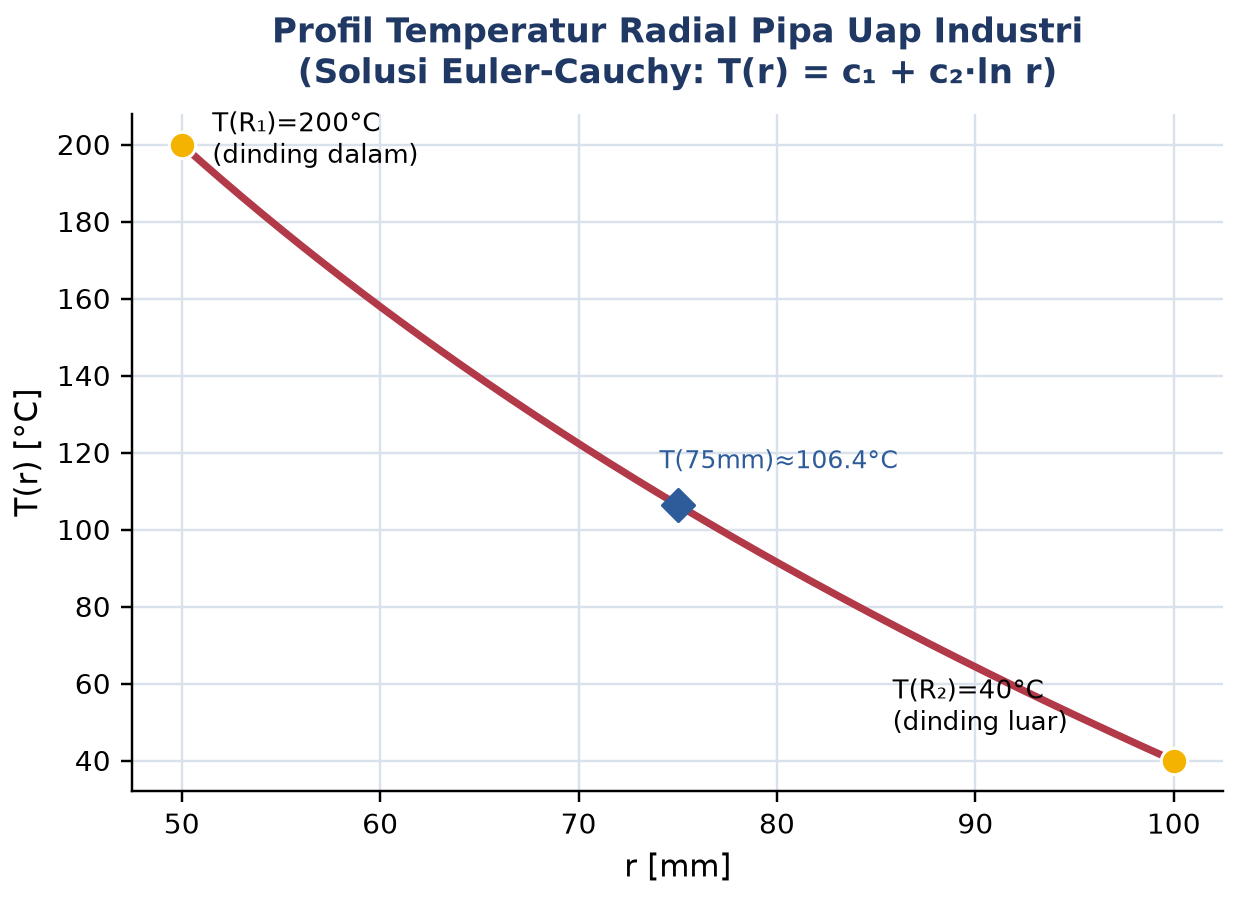 Profil Temperatur Radial Pipa Uap Industri
(Solusi Euler-Cauchy: T(r) = c₁ + c₂·ln r)
T(R₁)=200°C
(dinding dalam)
T(75mm)≈106.4°C
T(R₂)=40°C
(dinding luar)
T(r) [°C]
200
180
160
140
120
100
80
60
40
50 60 70 80 90 100
r [mm]